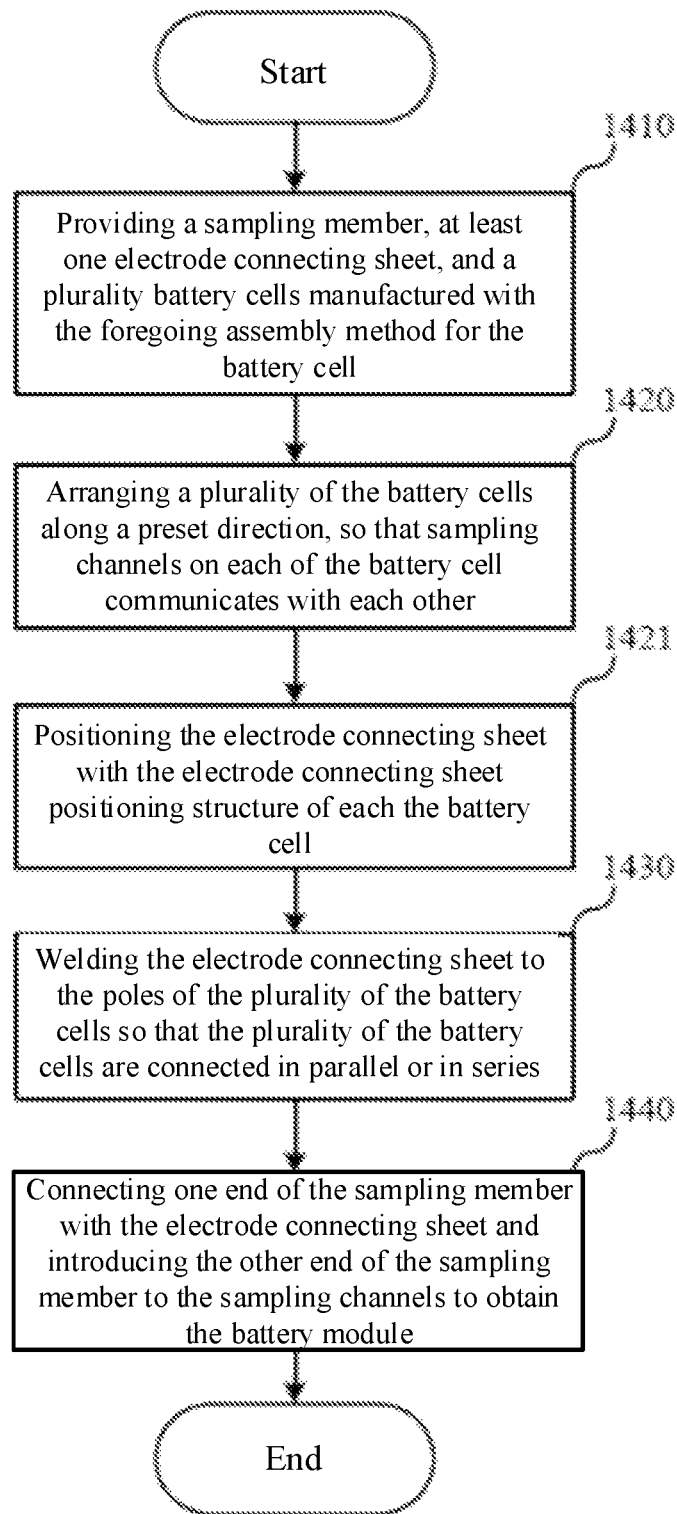 Start
1410
Providing a sampling member, at least
one electrode connecting sheet, and a
plurality battery cells manufactured with
the foregoing assembly method for the
battery cell
1420
Arranging a plurality of the battery cells
along a preset direction, so that sampling
channels on each of the battery cell
communicates with each other
1421
Positioning the electrode connecting sheet
with the electrode connecting sheet
positioning structure of each the battery
cell
1430
Welding the electrode connecting sheet to
the poles of the plurality of the battery
cells so that the plurality of the battery
cells are connected in parallel or in series
1440
Connecting one end of the sampling member
with the electrode connecting sheet and
introducing the other end of the sampling
member to the sampling channels to obtain
the battery module
End